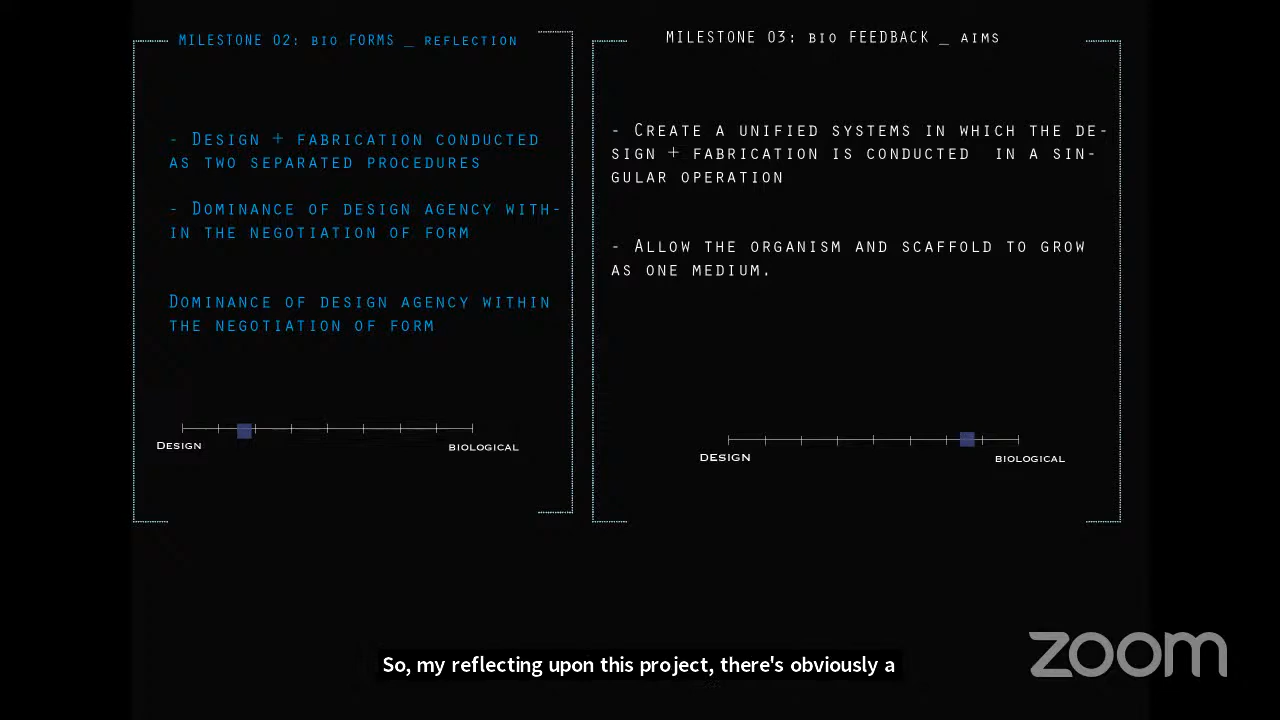 MILESTONE 02: BIO FORMS _ REFLECTION
- DESIGN + FABRICATION CONDUCTED
AS TWO SEPARATED PROCEDURES
- DOMINANCE OF DESIGN AGENCY WITH-
IN THE NEGOTIATION OF FORM
DOMINANCE OF DESIGN AGENCY WITHIN
THE NEGOTIATION OF FORM
DESIGN
BIOLOGICAL
MILESTONE 03: BIO FEEDBACK _ AIMS
- CREATE A UNIFIED SYSTEMS IN WHICH THE DE-
SIGN + FABRICATION IS CONDUCTED IN A SIN-
GULAR OPERATION
- ALLOW THE ORGANISM AND SCAFFOLD TO GROW
AS ONE MEDIUM.
DESIGN
BIOLOGICAL
So, my reflecting upon this project, there's obviously a
zoom